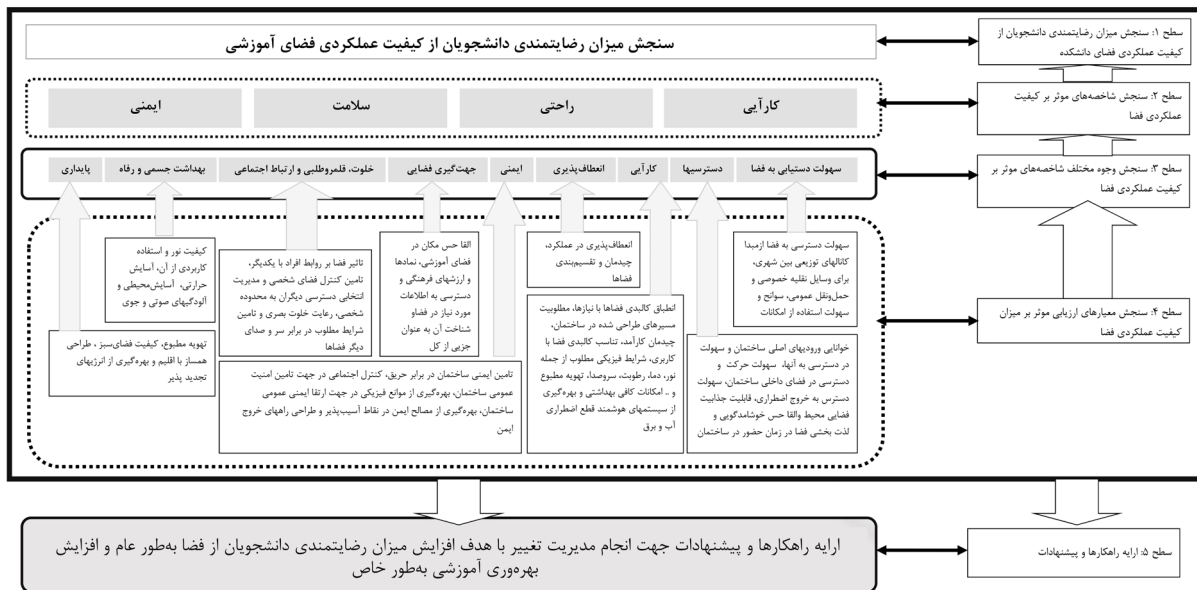 سنجش میزان رضایتمندی دانشجویان از کیفیت عملکردی فضای آموزشی
سطح ۱: سنجش میزان رضایتمندی دانشجویان از
کیفیت عملکردی فضای دانشکده
کارآیی
راحتی
سلامت
ایمنی
سطح ۲: سنجش شاخصه‌های موثر بر کیفیت
عملکردی فضا
سهولت دستیابی به فضا
دسترسیها
کارآیی
انعطاف‌پذیری
ایمنی
جهت‌گیری فضایی
خلوت، قلمروطلبی و ارتباط اجتماعی
بهداشت جسمی و رفاه
پایداری
سطح ۳: سنجش وجوه مختلف شاخصه‌های موثر بر
کیفیت عملکردی فضا
سهولت دسترسی به فضا ازمبدا
کانالهای توزیعی بین شهری،
برای وسایل نقلیه خصوصی و
حمل‌ونقل عمومی، سوانح و
سهولت استفاده از امکانات
خوانایی ورودیهای اصلی ساختمان و سهولت
در دسترسی به آنها، سهولت حرکت و
دسترسی در فضای داخلی ساختمان، سهولت
دسترس به خروج اضطراری، قابلیت جذابیت
فضایی محیط والقا حس خوشامدگویی و
لذت بخشی فضا در زمان حضور در ساختمان
انعطاف‌پذیری در عملکرد،
چیدمان و تقسیم‌بندی
فضاها
انطباق کالبدی فضاها با نیازها، مطلوبیت
مسیرهای طراحی شده در ساختمان،
چیدمان کارآمد، تناسب کالبدی فضا با
کاربری، شرایط فیزیکی مطلوب از جمله
نور، دما، رطوبت، سروصدا، تهویه مطبوع
و .. امکانات کافی بهداشتی و بهره‌گیری
از سیستمهای هوشمند قطع اضطراری
آب و برق
القا حس مکان در
فضای آموزشی، نمادها
و ارزشهای فرهنگی و
دسترسی به اطلاعات
مورد نیاز در فضاو
شناخت آن به عنوان
جزیی از کل
تاثیر فضا بر روابط افراد با یکدیگر،
تامین کنترل فضای شخصی و مدیریت
انتخابی دسترسی دیگران به محدوده
شخصی، رعایت خلوت بصری و تامین
شرایط مطلوب در برابر سر و صدای
دیگر فضاها
تامین ایمنی ساختمان در برابر حریق، کنترل اجتماعی در جهت تامین امنیت
عمومی ساختمان، بهره‌گیری از موانع فیزیکی در جهت ارتقا ایمنی عمومی
ساختمان، بهره‌گیری از مصالح ایمن در نقاط آسیب‌پذیر و طراحی راههای خروج
ایمن
کیفیت نور و استفاده
کاربردی از آن، آسایش
حرارتی، آسایش‌محیطی و
آلودگیهای صوتی و جوی
تهویه مطبوع، کیفیت فضای‌سبز ، طراحی
همساز با اقلیم و بهره‌گیری از انرژیهای
تجدید پذیر
سطح ۴: سنجش معیارهای ارزیابی موثر بر میزان
کیفیت عملکردی فضا
ارایه راهکارها و پیشنهادات جهت انجام مدیریت تغییر با هدف افزایش میزان رضایتمندی دانشجویان از فضا به‌طور عام و افزایش
بهره‌وری آموزشی به‌طور خاص
سطح ۵: ارایه راهکارها و پیشنهادات